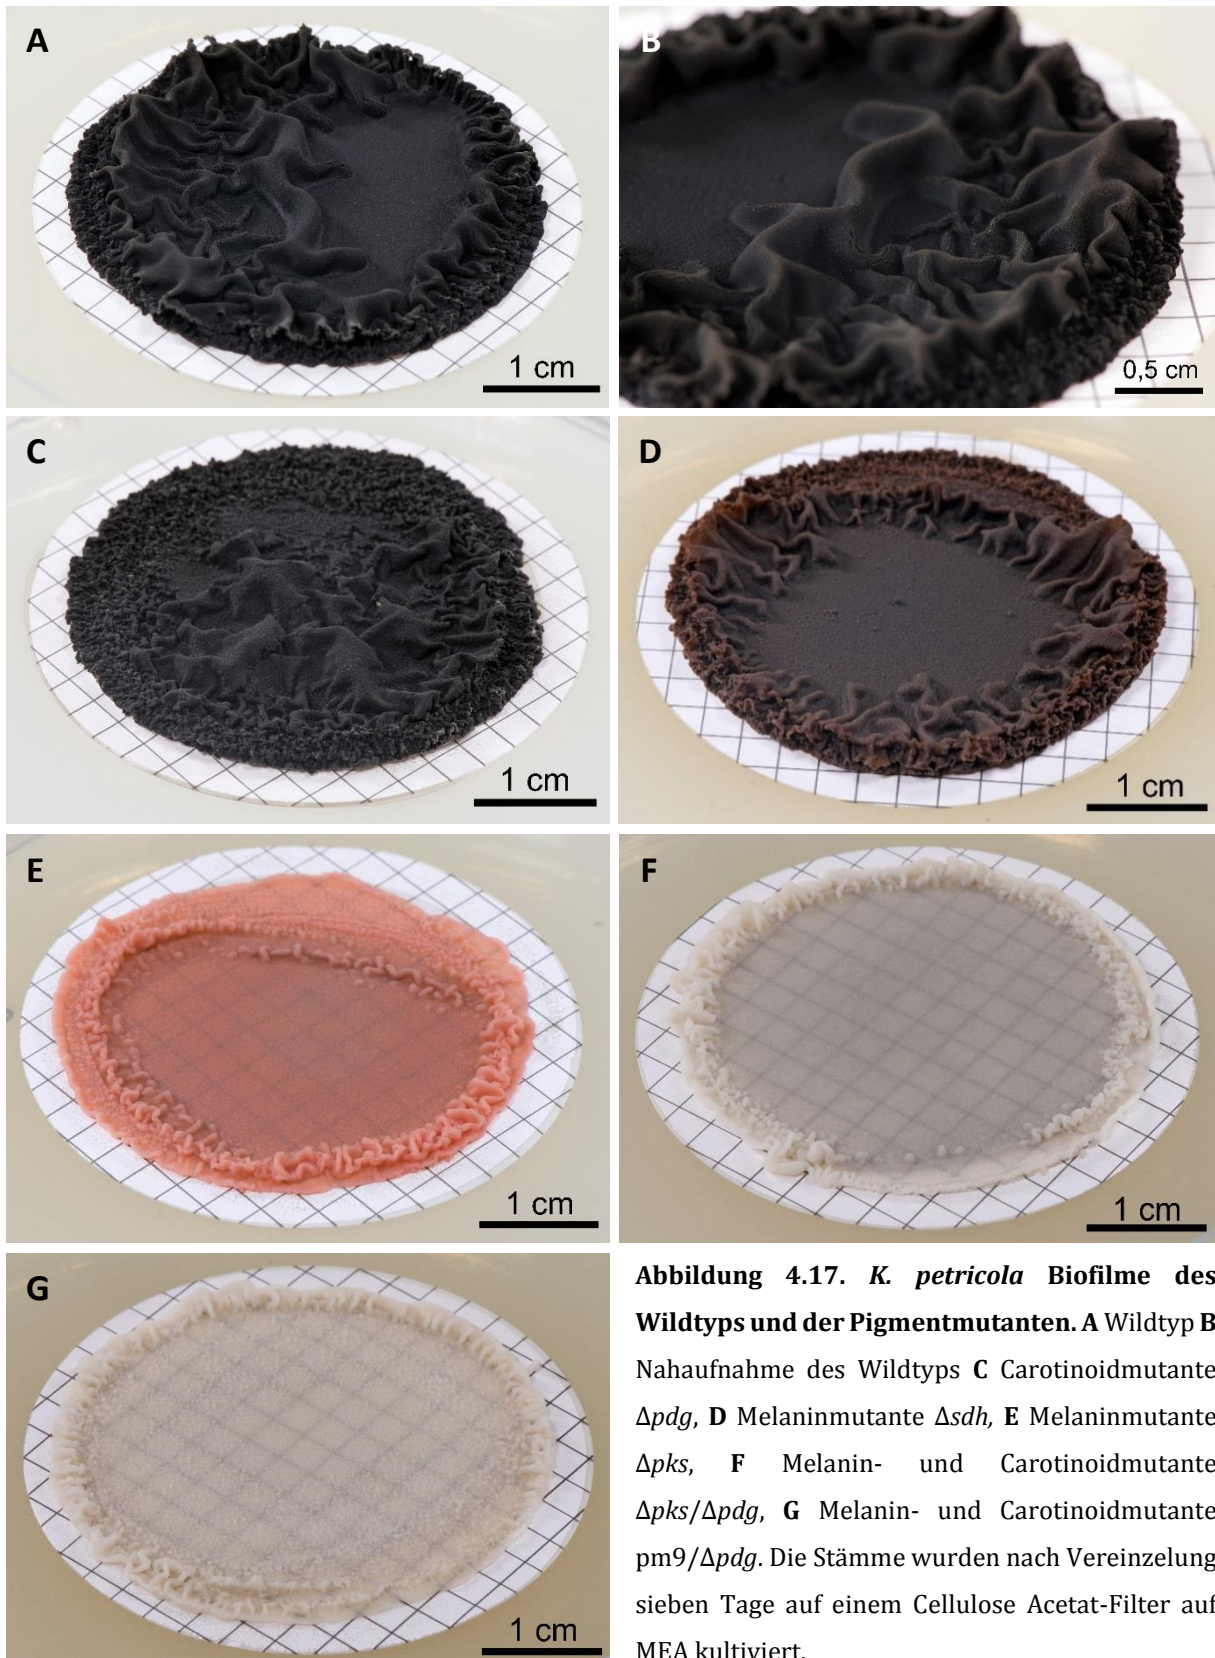 A
B
1 cm
0,5 cm
C
D
1 cm
1 cm
E
F
1 cm
1 cm
G
1 cm
Abbildung 4.17. K. petricola Biofilme des
Wildtyps und der Pigmentmutanten. A Wildtyp B
Nahaufnahme des Wildtyps C Carotinoidmutante
Δpdg, D Melaninmutante Δsdh, E Melaninmutante
Δpks, F Melanin- und Carotinoidmutante
Δpks/Δpdg, G Melanin- und Carotinoidmutante
pm9/Δpdg. Die Stämme wurden nach Vereinzelung
sieben Tage auf einem Cellulose Acetat-Filter auf
MEA kultiviert.